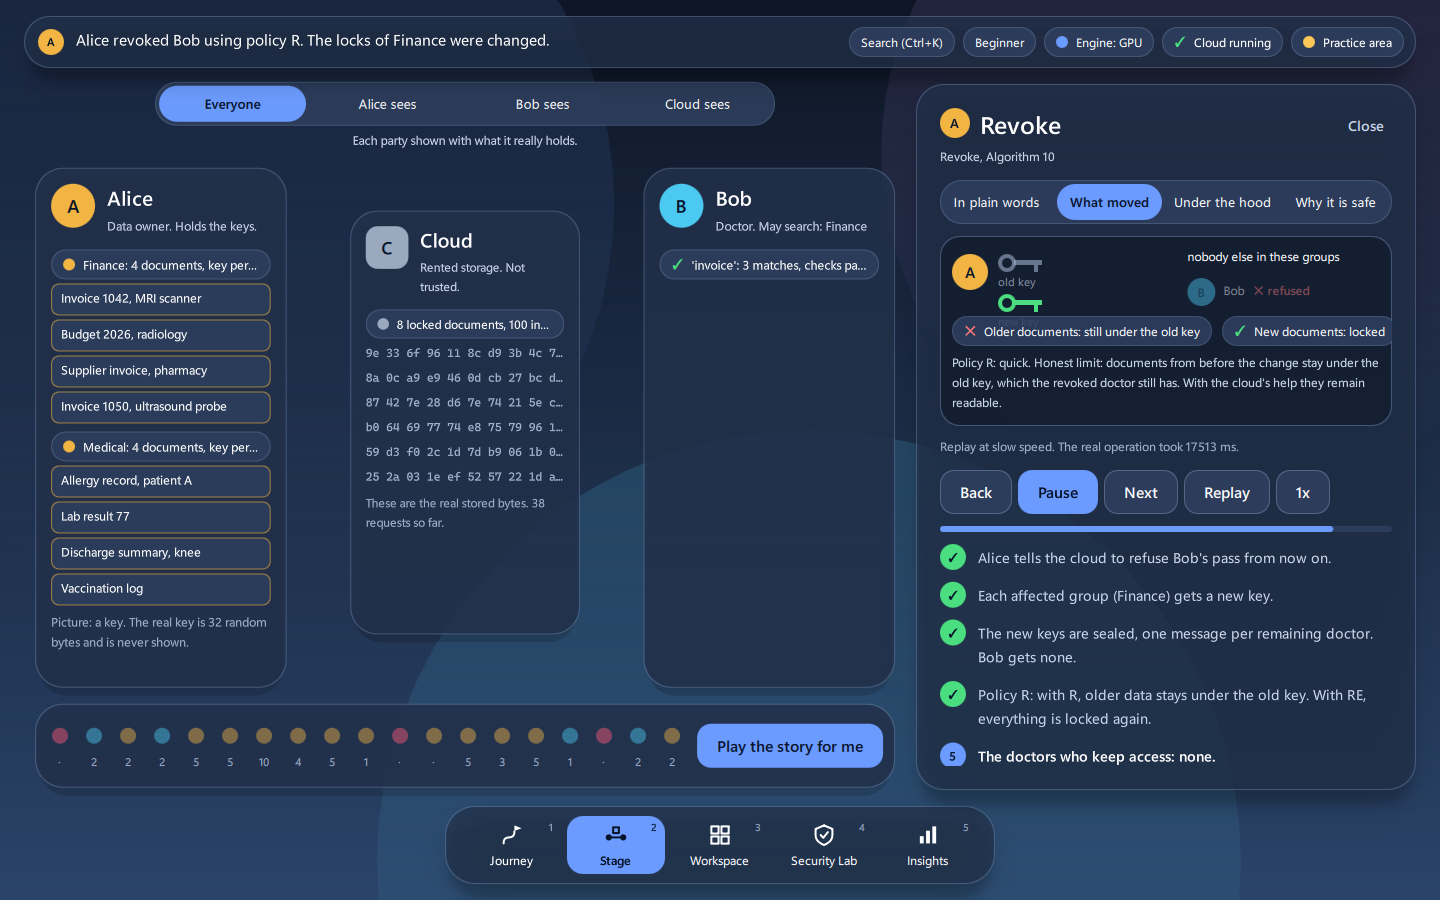 A Alice revoked Bob using policy R. The locks of Finance were changed.
Search (Ctrl+K) Beginner Engine: GPU ✓ Cloud running Practice area
Everyone Alice sees Bob sees Cloud sees
Each party shown with what it really holds.
A Alice
Data owner. Holds the keys.
Finance: 4 documents, key per...
Invoice 1042, MRI scanner
Budget 2026, radiology
Supplier invoice, pharmacy
Invoice 1050, ultrasound probe
Medical: 4 documents, key per...
Allergy record, patient A
Lab result 77
Discharge summary, knee
Vaccination log
Picture: a key. The real key is 32 random
bytes and is never shown.
C Cloud
Rented storage. Not
trusted.
8 locked documents, 100 in...
9e 33 6f 96 11 8c d9 3b 4c 7…
8a 0c a9 e9 46 0d cb 27 bc d…
87 42 7e 28 d6 7e 74 21 5e c…
b0 64 69 77 74 e8 75 79 96 1…
59 d3 f0 2c 1d 7d b9 06 1b 0…
25 2a 03 1e ef 52 57 22 1d a…
These are the real stored bytes. 38
requests so far.
B Bob
Doctor. May search: Finance
✓ 'invoice': 3 matches, checks pa...
· 2 2 2 5 5 10 4 5 1 · · 5 3 5 1 · 2 2
Play the story for me
A Revoke
Close
Revoke, Algorithm 10
In plain words What moved Under the hood Why it is safe
A
old key
nobody else in these groups
B Bob ✕ refused
✕ Older documents: still under the old key ✓ New documents: locked
Policy R: quick. Honest limit: documents from before the change stay under the
old key, which the revoked doctor still has. With the cloud's help they remain
readable.
Replay at slow speed. The real operation took 17513 ms.
Back Pause Next Replay 1x
✓ Alice tells the cloud to refuse Bob's pass from now on.
✓ Each affected group (Finance) gets a new key.
✓ The new keys are sealed, one message per remaining doctor.
Bob gets none.
✓ Policy R: with R, older data stays under the old key. With RE,
everything is locked again.
5 The doctors who keep access: none.
1 2 3 4 5
Journey Stage Workspace Security Lab Insights